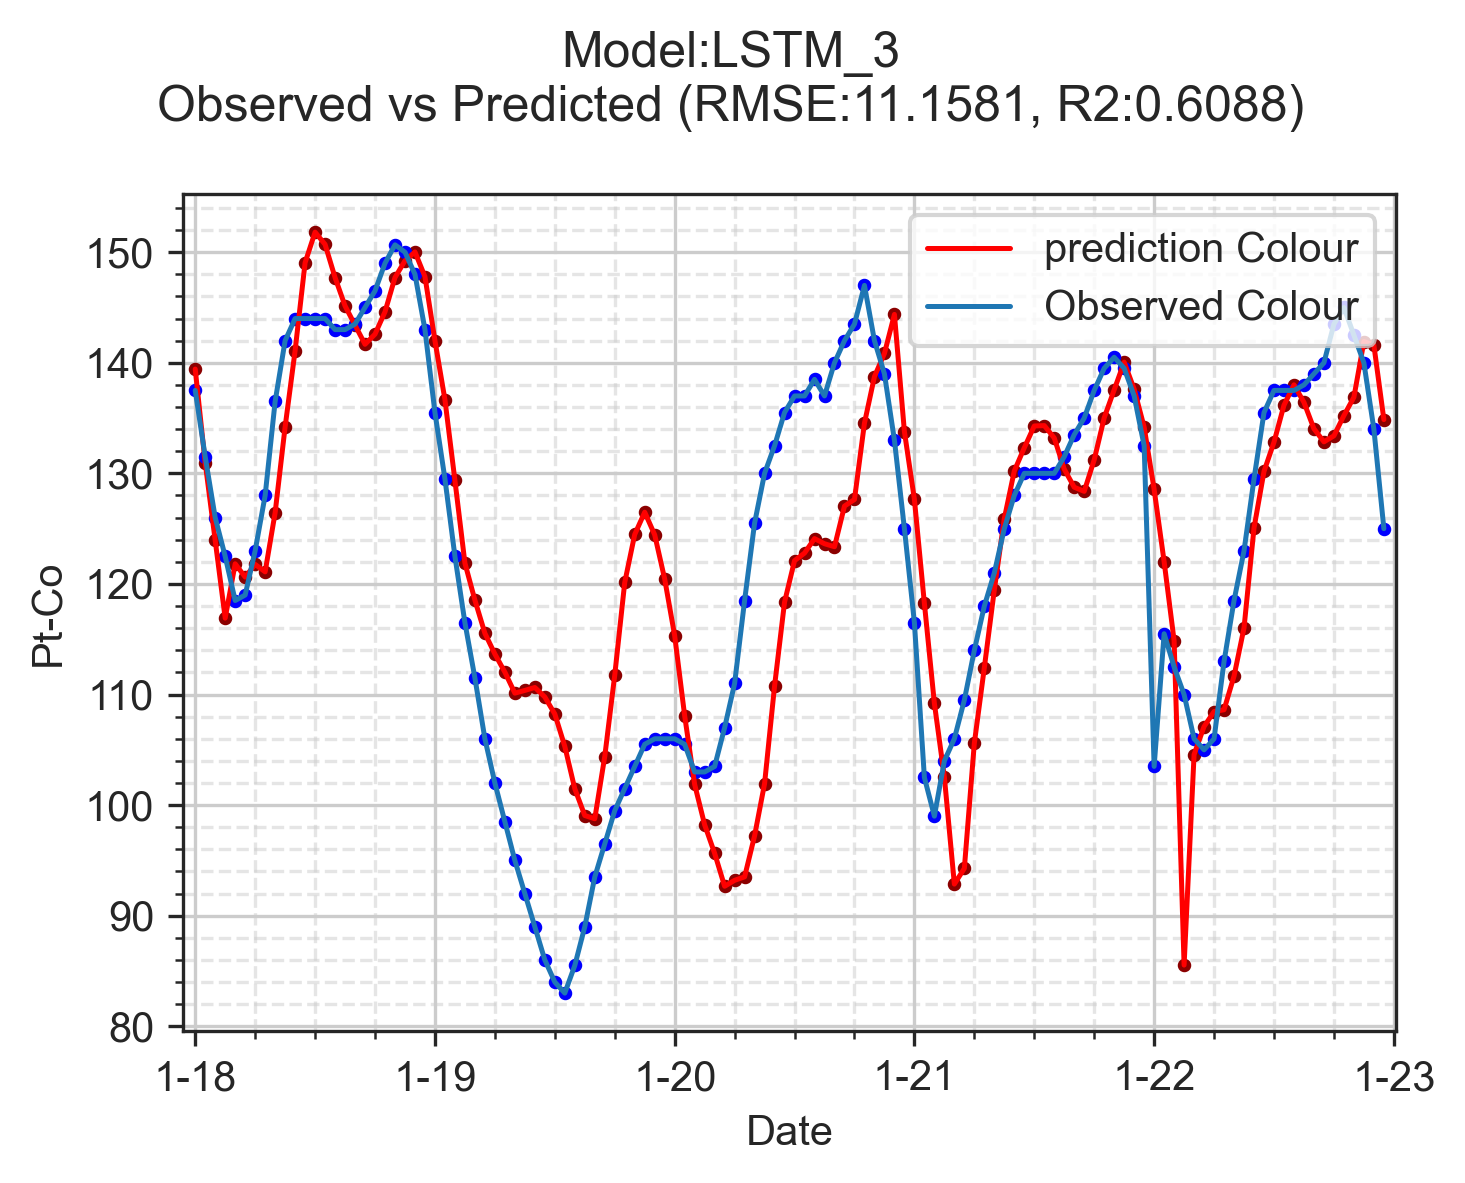 Model:LSTM_3
Observed vs Predicted (RMSE:11.1581, R2:0.6088)
prediction Colour
Observed Colour
Pt-Co
150
140
130
120
110
100
90
80
1-18 1-19 1-20 1-21 1-22 1-23
Date